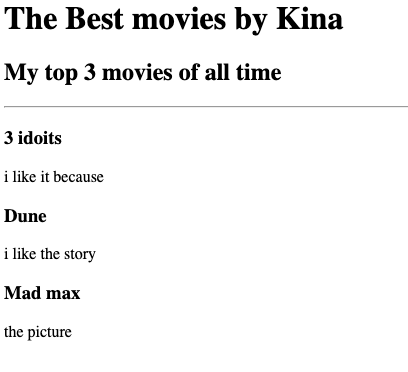 The Best movies by Kina
My top 3 movies of all time
3 idoits
i like it because
Dune
i like the story
Mad max
the picture